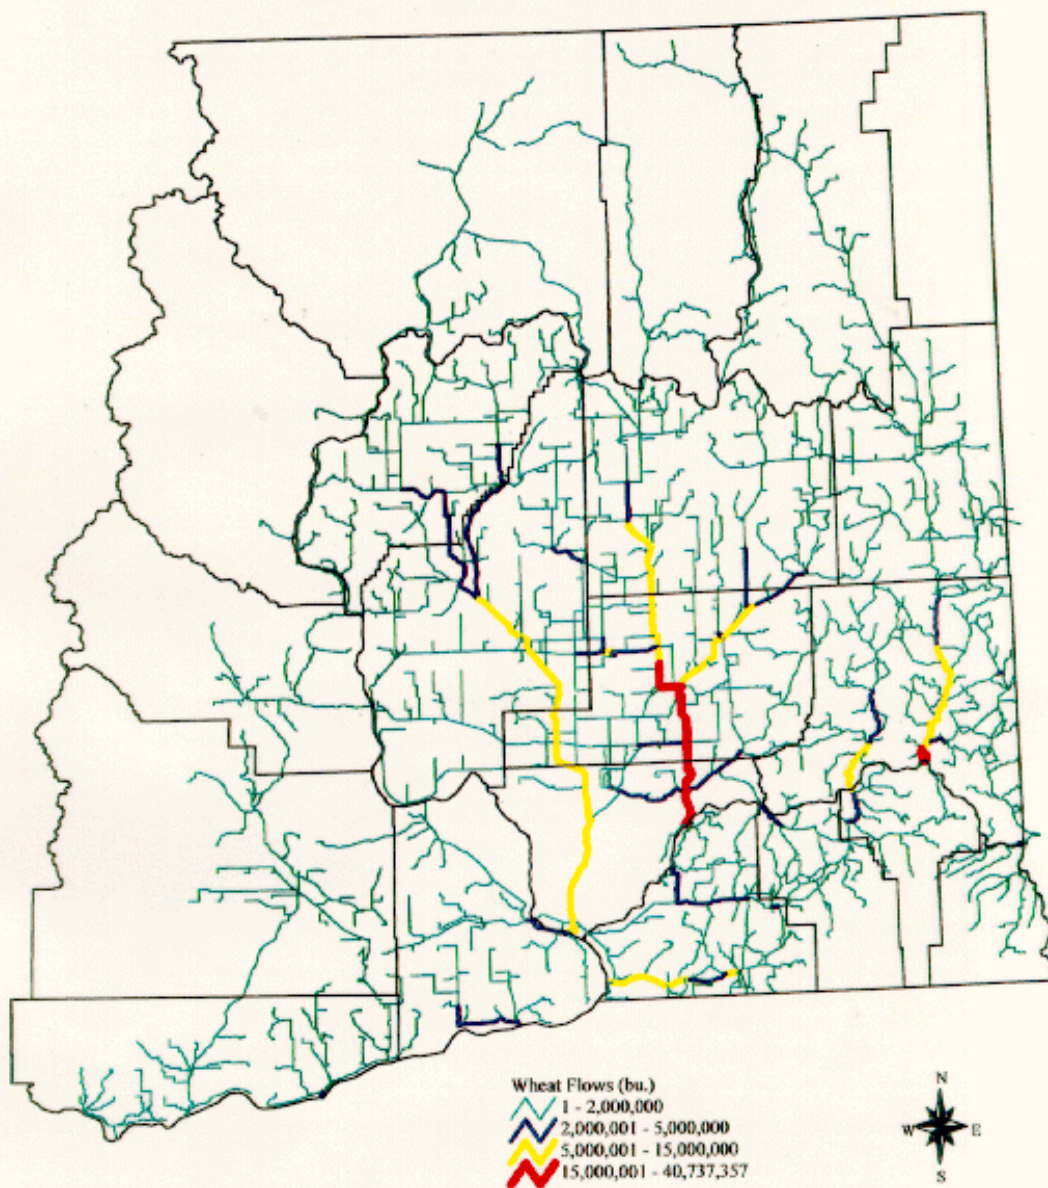 Wheat Flows (bu.)
1 - 2,000,000
2,000,001 - 5,000,000
5,000,001 - 15,000,000
15,000,001 - 40,737,357
N
W E
S